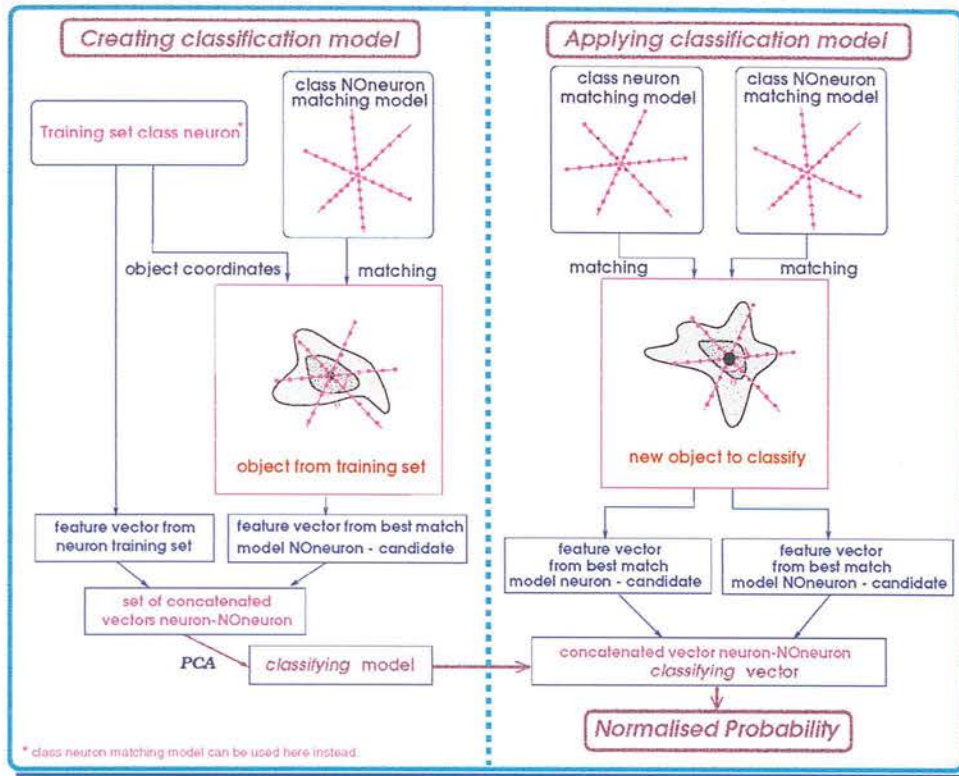 Creating classification model
class NOneuron
matching model
Training set class neuron*
object coordinates
matching
object from training set
feature vector from
neuron training set
feature vector from best match
model NOneuron - candidate
set of concatenated
vectors neuron-NOneuron
PCA
classifying model
* class neuron matching model can be used here instead.
Applying classification model
class neuron
matching model
class NOneuron
matching model
matching
matching
new object to classify
feature vector
from best match
model neuron - candidate
feature vector
from best match
model NOneuron - candidate
concatenated vector neuron-NOneuron
classifying vector
Normalised Probability